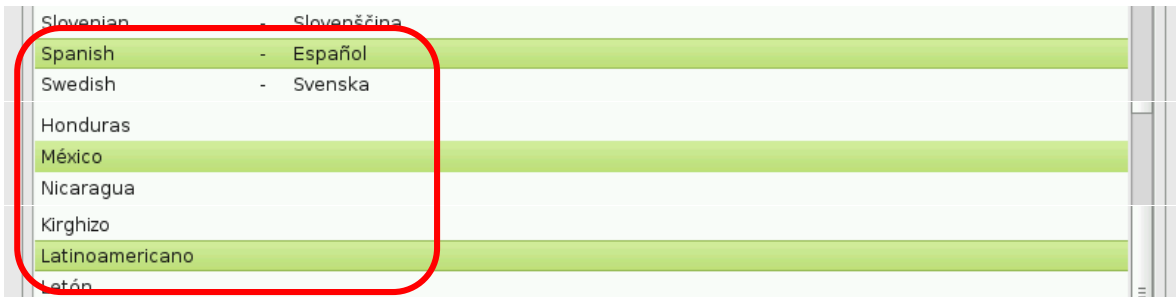 Slovenian - Slovenščina
Spanish - Español
Swedish - Svenska
Honduras
México
Nicaragua
Kirghizo
Latinoamericano
Letón